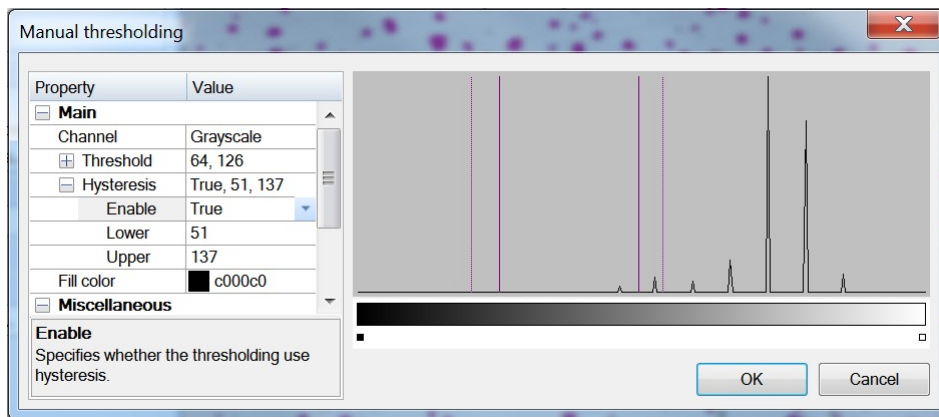 Manual thresholding
Property Value
Main
Channel Grayscale
Threshold 64, 126
Hysteresis True, 51, 137
Enable True
Lower 51
Upper 137
Fill color c000c0
Miscellaneous
Enable
Specifies whether the thresholding use
hysteresis.
OK Cancel